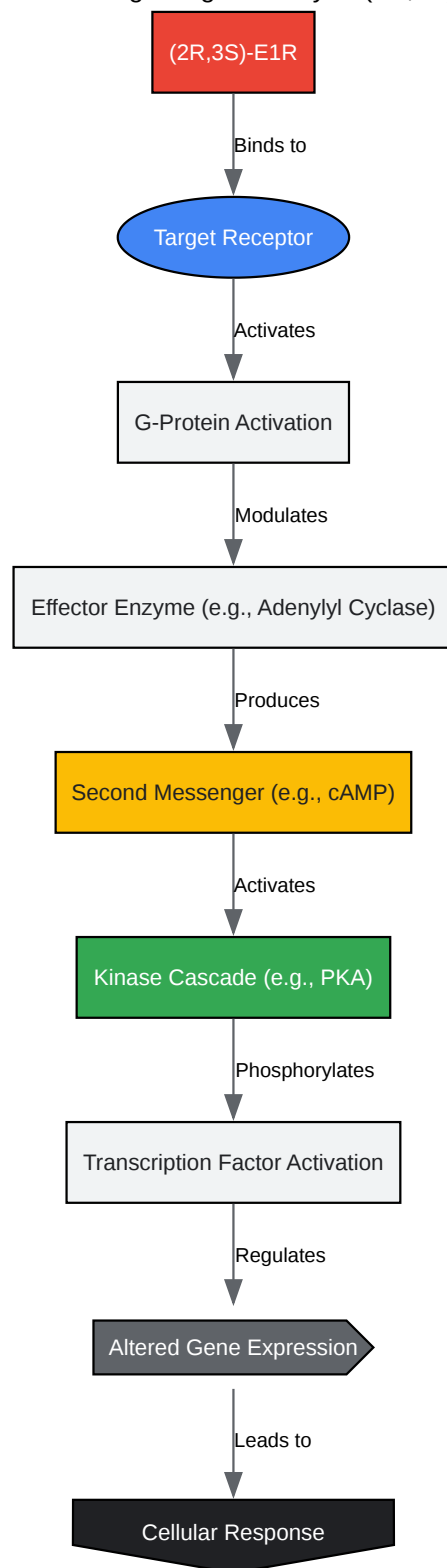 (2R,3S)-E1R
Binds to
Target Receptor
Activates
G-Protein Activation
Modulates
Effector Enzyme (e.g., Adenylyl Cyclase)
Produces
Second Messenger (e.g., cAMP)
Activates
Kinase Cascade (e.g., PKA)
Phosphorylates
Transcription Factor Activation
Regulates
Altered Gene Expression
Leads to
Cellular Response